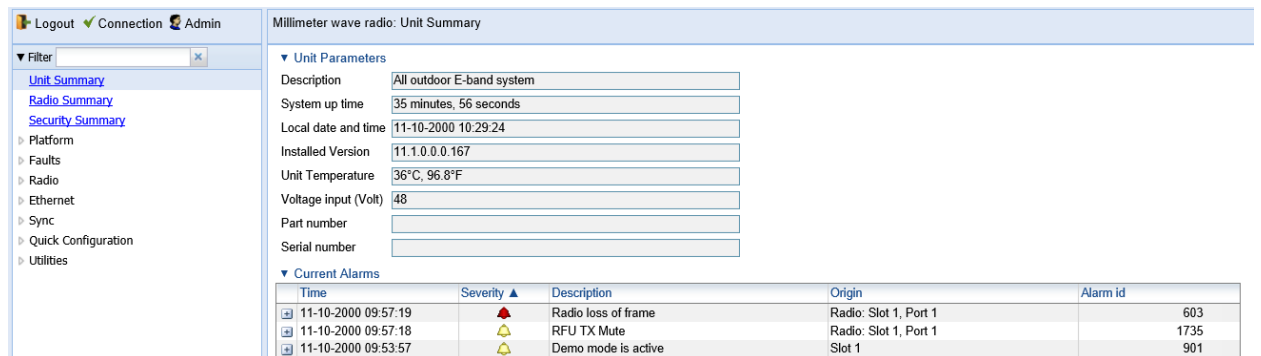 Logout Connection Admin
Filter
Unit Summary
Radio Summary
Security Summary
Platform
Faults
Radio
Ethernet
Sync
Quick Configuration
Utilities
Millimeter wave radio: Unit Summary
Unit Parameters
Description All outdoor E-band system
System up time 35 minutes, 56 seconds
Local date and time 11-10-2000 10:29:24
Installed Version 11.1.0.0.0.167
Unit Temperature 36°C, 96.8°F
Voltage input (Volt) 48
Part number
Serial number
Current Alarms
Time Severity ▲ Description Origin Alarm id
11-10-2000 09:57:19 Radio loss of frame Radio: Slot 1, Port 1 603
11-10-2000 09:57:18 RFU TX Mute Radio: Slot 1, Port 1 1735
11-10-2000 09:53:57 Demo mode is active Slot 1 901